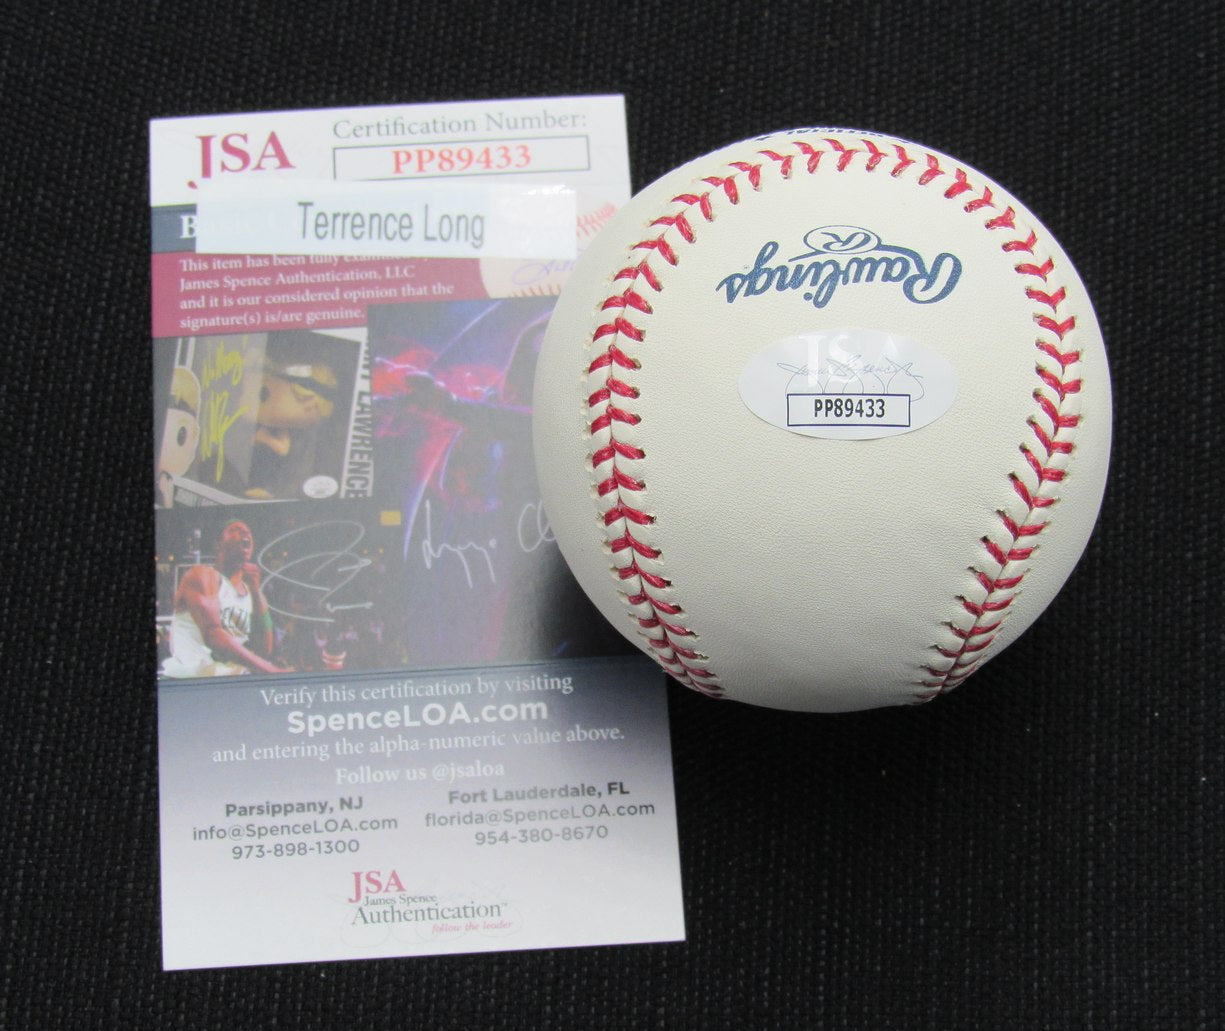 JSA
Certification Number:
PP89433
Terrence Long
This item has been fully
James Spence Authentication, LLC
and it is our considered opinion that the
signature(s) is/are genuine.
LAWRENCE
Verify this certification by visiting
SpenceLOA.com
and entering the alpha-numeric value above.
Follow us @jsaloa
Parsippany, NJ
info@SpenceLOA.com
973-898-1300
Fort Lauderdale, FL
florida@SpenceLOA.com
954-380-8670
JSA
James Spence
Authentication™
follow the leader
Rawlings
R
JSA
PP89433